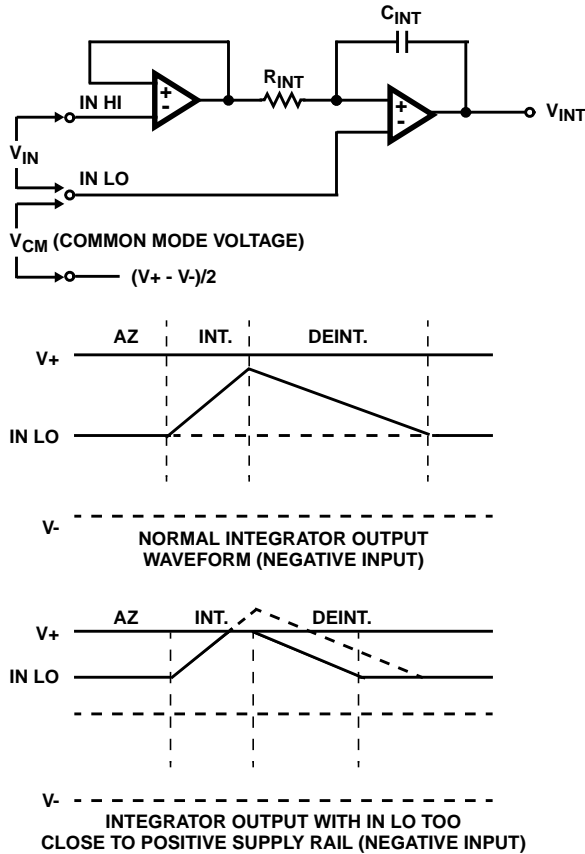 C_INT
R_INT
IN HI
+
-
+
-
V_INT
V_IN
IN LO
V_CM (COMMON MODE VOLTAGE)
(V+ - V-)/2
AZ INT. DEINT.
V+
IN LO
V-
NORMAL INTEGRATOR OUTPUT
WAVEFORM (NEGATIVE INPUT)
AZ INT. DEINT.
V+
IN LO
V-
INTEGRATOR OUTPUT WITH IN LO TOO
CLOSE TO POSITIVE SUPPLY RAIL (NEGATIVE INPUT)